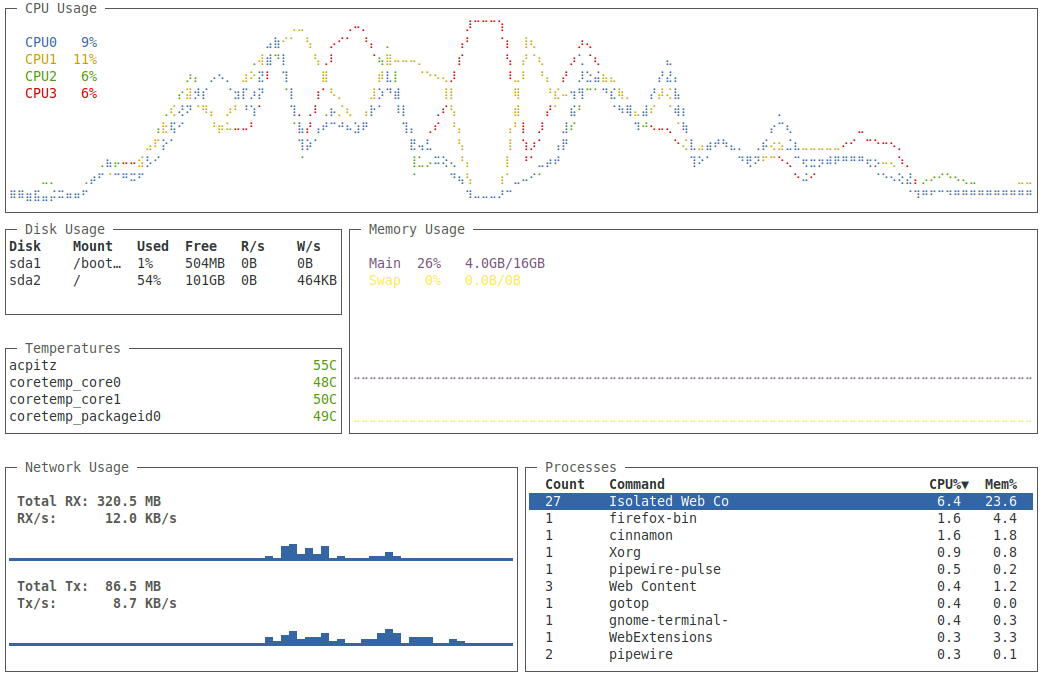 CPU Usage
CPU0 9%
CPU1 11%
CPU2 6%
CPU3 6%
Disk Usage
Disk Mount Used Free R/s W/s
sda1 /boot… 1% 504MB 0B 0B
sda2 / 54% 101GB 0B 464KB
Memory Usage
Main 26% 4.0GB/16GB
Swap 0% 0.0B/0B
Temperatures
acpitz 55C
coretemp_core0 48C
coretemp_core1 50C
coretemp_packageid0 49C
Network Usage
Total RX: 320.5 MB
RX/s: 12.0 KB/s
Total Tx: 86.5 MB
Tx/s: 8.7 KB/s
Processes
Count Command CPU%▼ Mem%
27 Isolated Web Co 6.4 23.6
1 firefox-bin 1.6 4.4
1 cinnamon 1.6 1.8
1 Xorg 0.9 0.8
1 pipewire-pulse 0.5 0.2
3 Web Content 0.4 1.2
1 gotop 0.4 0.0
1 gnome-terminal- 0.4 0.3
1 WebExtensions 0.3 3.3
2 pipewire 0.3 0.1